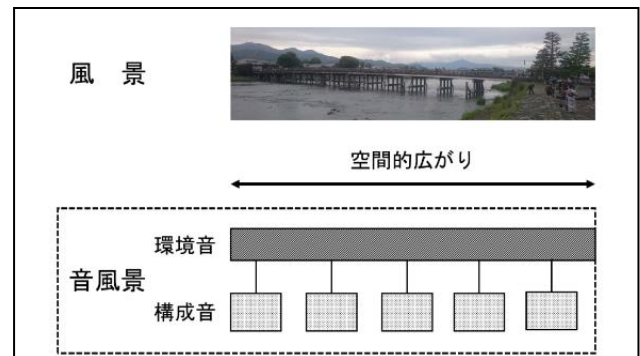 風 景
空間的広がり
環境音
音風景
構成音